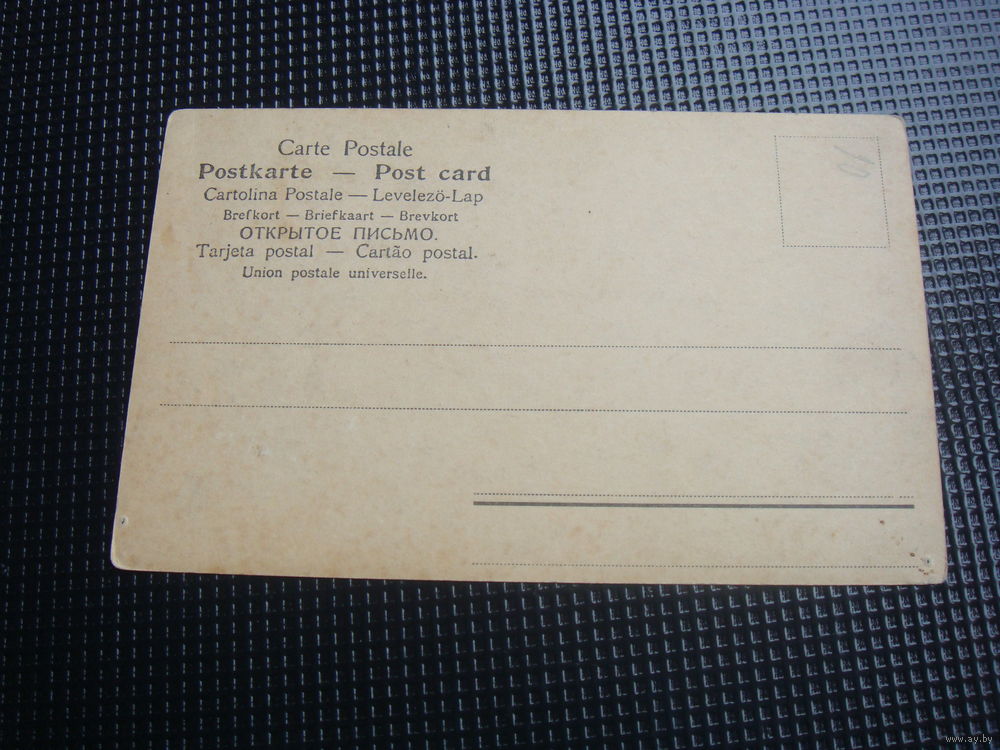 Carte Postale
Postkarte — Post card
Cartolina Postale — Levelezö-Lap
Brefkort — Briefkaart — Brevkort
ОТКРЫТОЕ ПИСЬМО.
Tarjeta postal — Cartão postal.
Union postale universelle.
www.ay.by